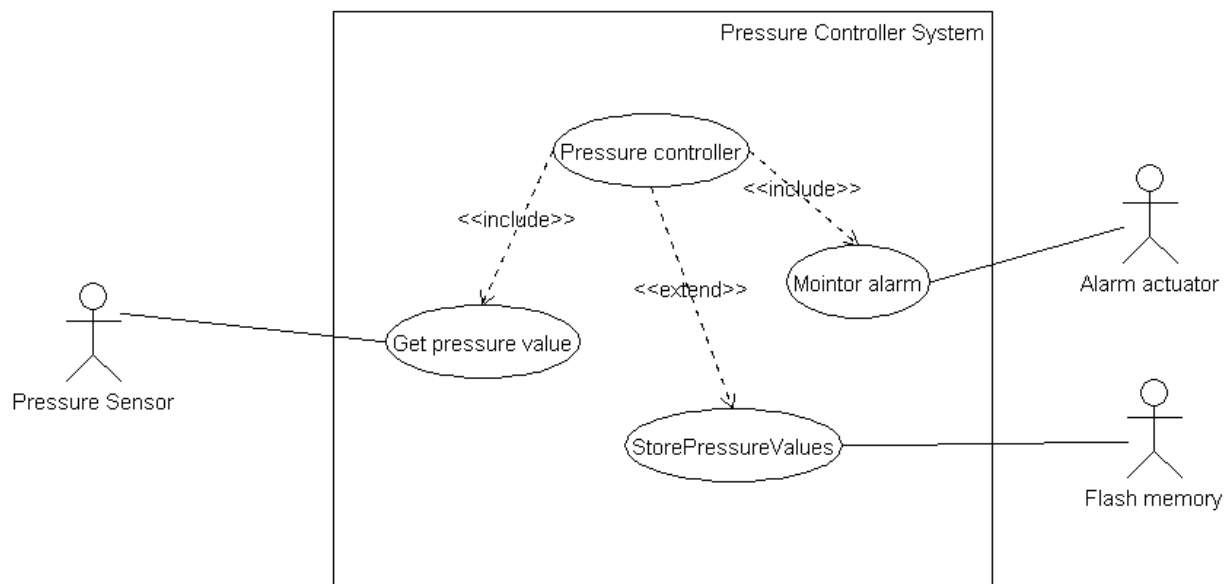 Pressure Controller System
Pressure controller
<<include>>
<<include>>
Mointor alarm
Alarm actuator
<<extend>>
Get pressure value
Pressure Sensor
StorePressureValues
Flash memory